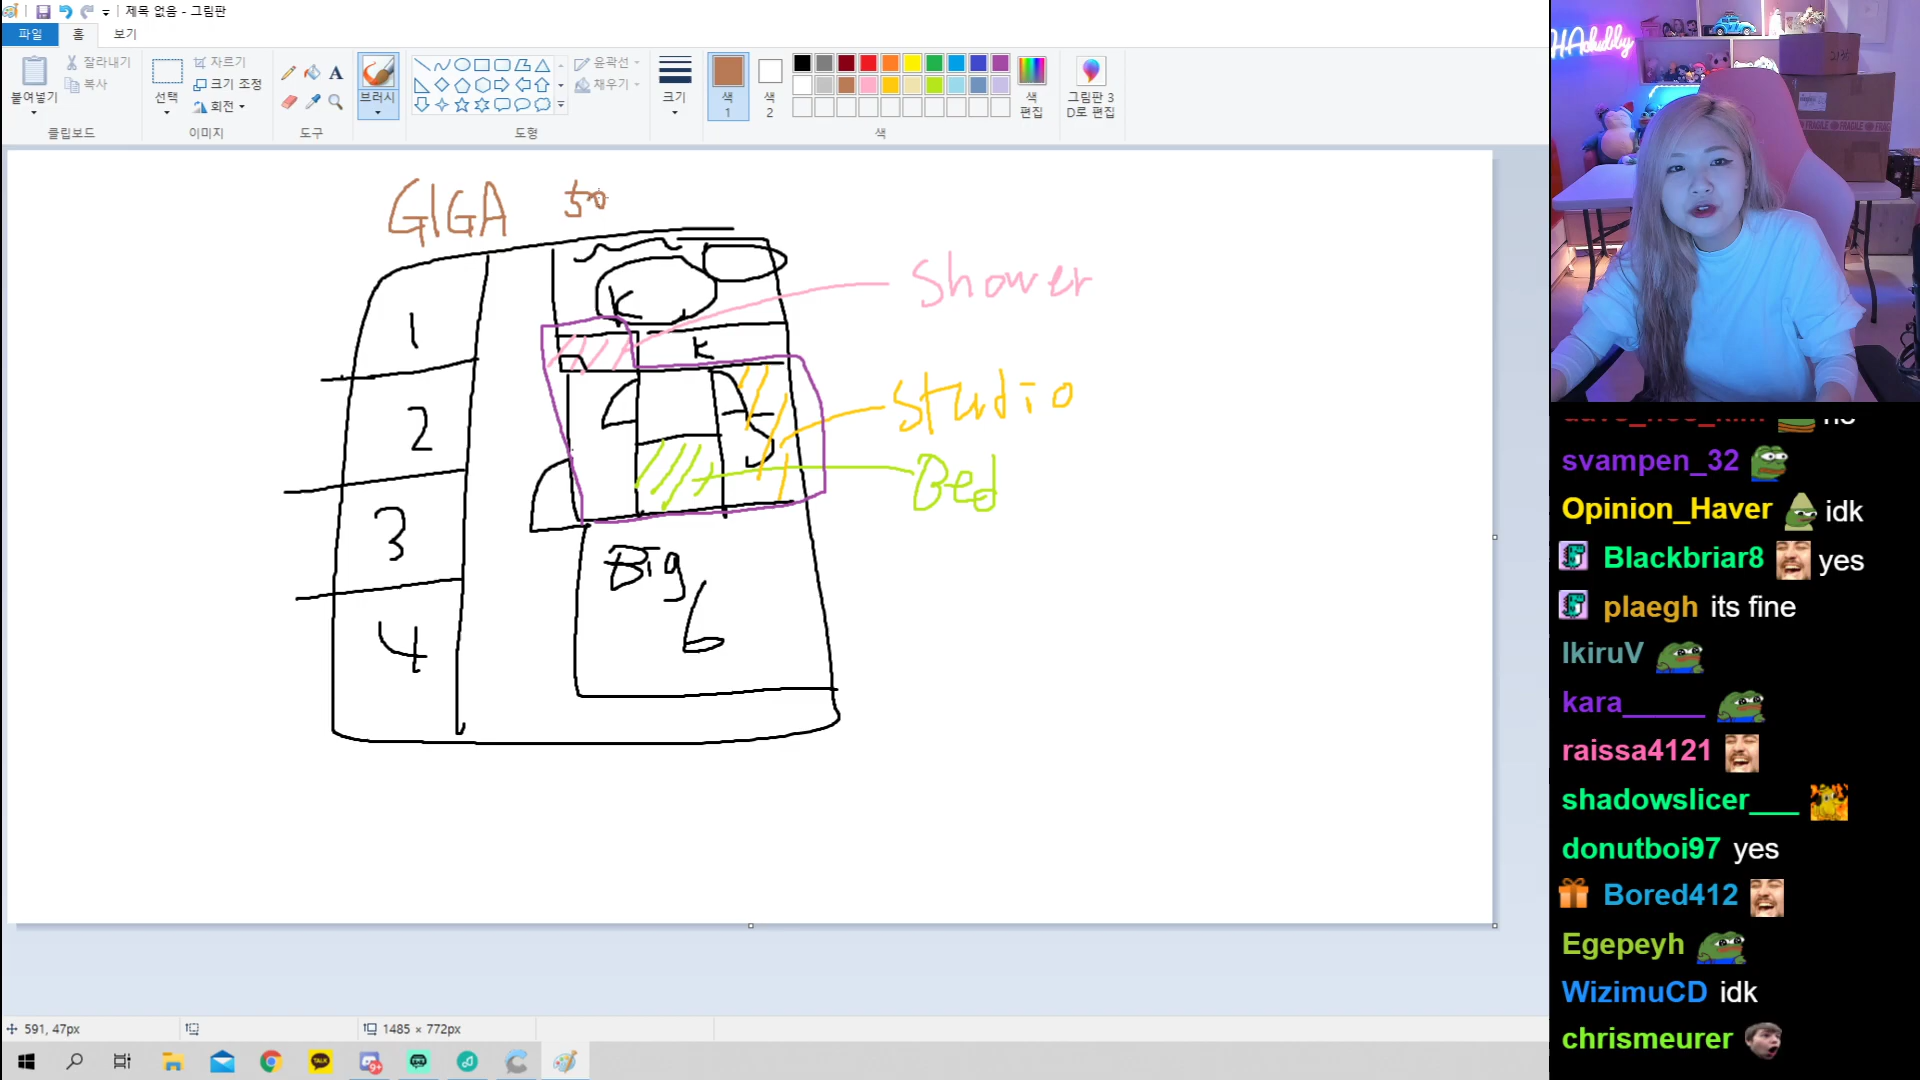 제목 없음 - 그림판
파일 홈 보기
붙여넣기
잘라내기
복사
클립보드
선택
자르기
크기 조정
회전
이미지
도구
브러시
도형
윤곽선
채우기
크기
색 1
색 2
색 편집
색
그림판 3D로 편집
GIGA 50
1
2
3
4
K
K
Shower
Studio
Bed
Big
6
HAchubby
FRAGILE FRAGILE
svampen_32
Opinion_Haver idk
Blackbriar8 yes
plaegh its fine
IkiruV
kara_____
raissa4121
shadowslicer___
donutboi97 yes
Bored412
Egepeyh
WizimuCD idk
chrismeurer
591, 47px
1485 × 772px
TALK
9+